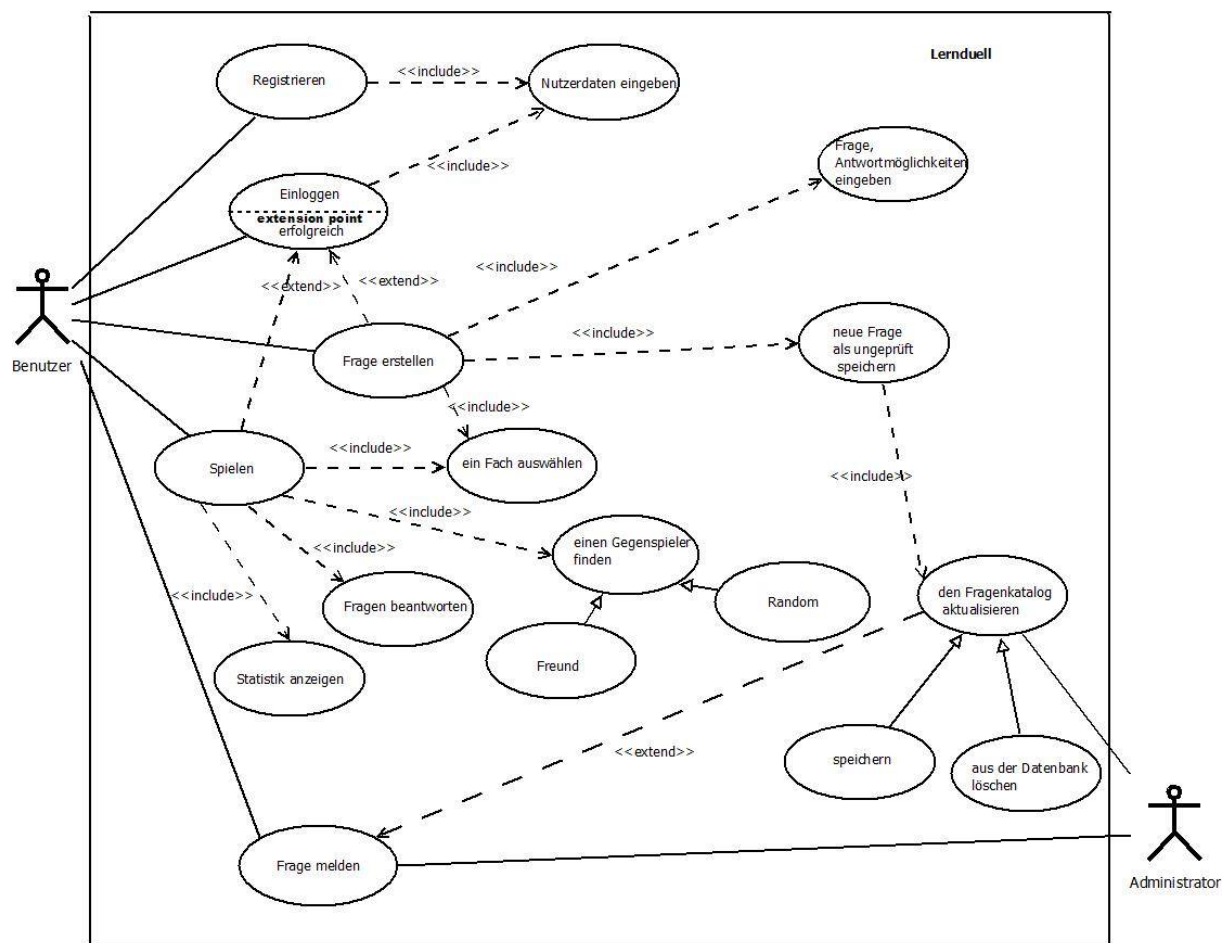 Lernduell
Registrieren
<<include>>
Nutzerdaten eingeben
<<include>>
Frage,
Antwortmöglichkeiten
eingeben
Einloggen
extension point
erfolgreich
<<extend>>
<<extend>>
<<include>>
Benutzer
Frage erstellen
<<include>>
neue Frage
als ungeprüft
speichern
<<include>>
Spielen
<<include>>
ein Fach auswählen
<<include>>
<<include>>
einen Gegenspieler
finden
<<include>>
<<include>>
Fragen beantworten
Random
den Fragenkatalog
aktualisieren
Statistik anzeigen
Freund
<<extend>>
speichern
aus der Datenbank
löschen
Frage melden
Administrator